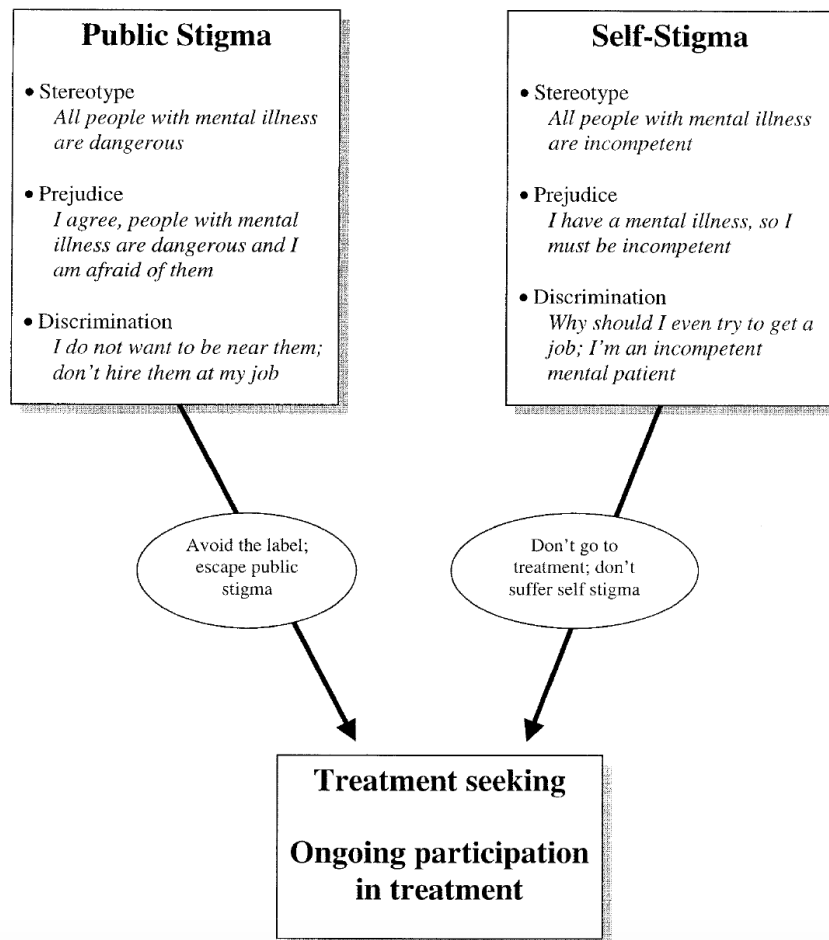 Public Stigma
• Stereotype
All people with mental illness
are dangerous
• Prejudice
I agree, people with mental
illness are dangerous and I
am afraid of them
• Discrimination
I do not want to be near them;
don't hire them at my job
Self-Stigma
• Stereotype
All people with mental illness
are incompetent
• Prejudice
I have a mental illness, so I
must be incompetent
• Discrimination
Why should I even try to get a
job; I'm an incompetent
mental patient
Avoid the label;
escape public
stigma
Don't go to
treatment; don't
suffer self stigma
Treatment seeking
Ongoing participation
in treatment